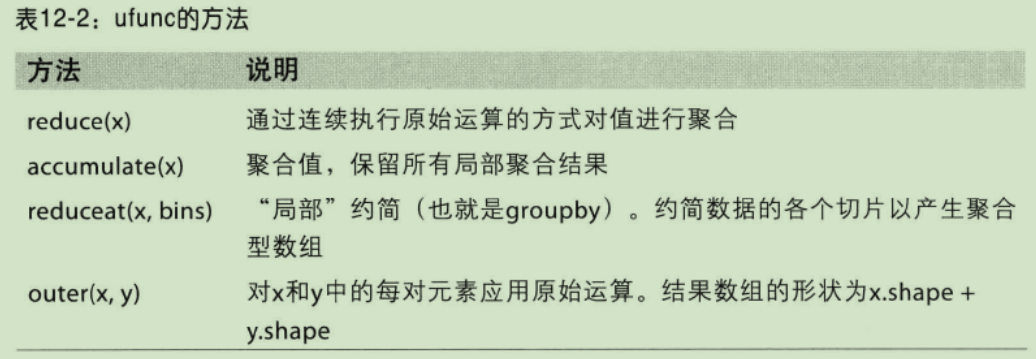 表12-2：ufunc的方法
方法 说明
reduce(x) 通过连续执行原始运算的方式对值进行聚合
accumulate(x) 聚合值，保留所有局部聚合结果
reduceat(x, bins) “局部”约简（也就是groupby）。约简数据的各个切片以产生聚合
型数组
outer(x, y) 对x和y中的每对元素应用原始运算。结果数组的形状为x.shape +
y.shape